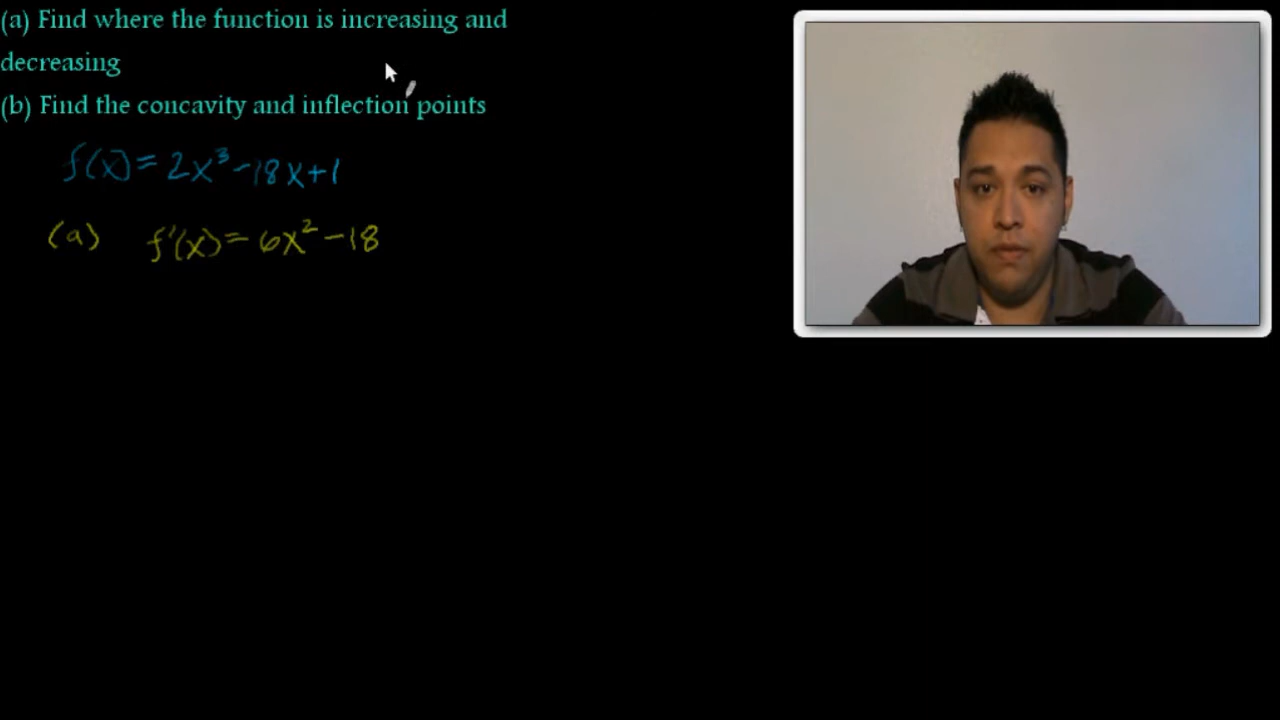 (a) Find where the function is increasing and
decreasing
(b) Find the concavity and inflection points
f(x) = 2x³ - 18x + 1
(a) f'(x) = 6x² - 18